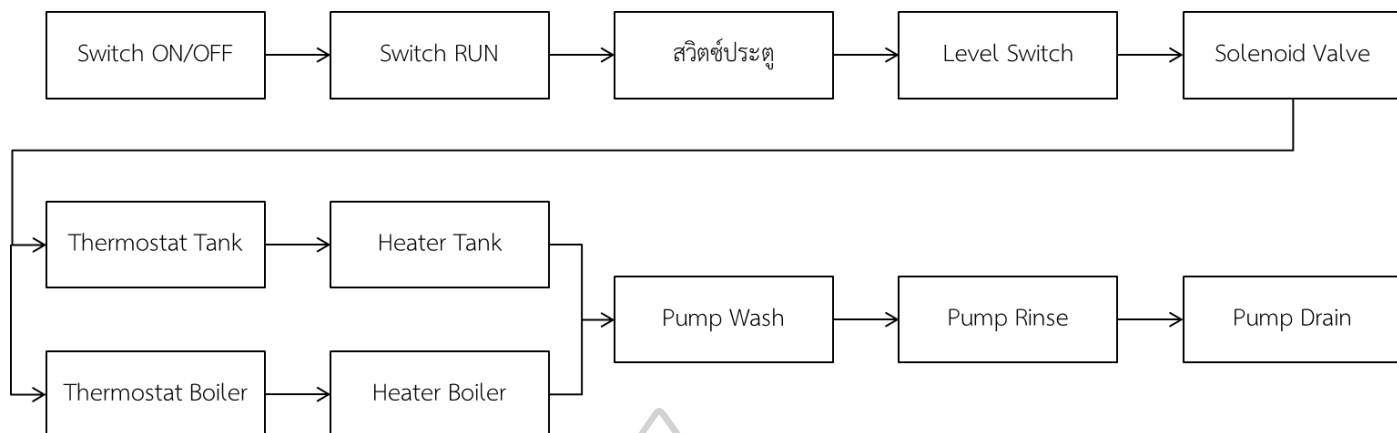 Switch ON/OFF
Switch RUN
สวิตซ์ประตู
Level Switch
Solenoid Valve
Thermostat Tank
Heater Tank
Pump Wash
Pump Rinse
Pump Drain
Thermostat Boiler
Heater Boiler